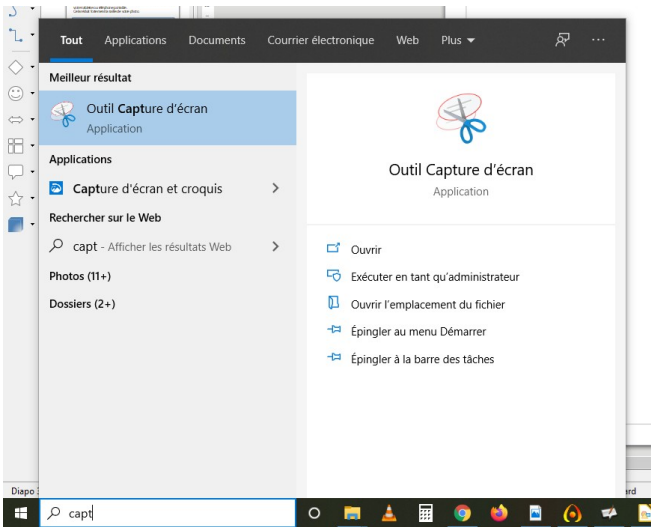 Tout Applications Documents Courrier électronique Web Plus
Meilleur résultat
Outil Capture d'écran
Application
Applications
Capture d'écran et croquis
Rechercher sur le Web
capt - Afficher les résultats Web
Photos (11+)
Dossiers (2+)
Outil Capture d'écran
Application
Ouvrir
Exécuter en tant qu'administrateur
Ouvrir l'emplacement du fichier
Épingler au menu Démarrer
Épingler à la barre des tâches
Diapo
capt